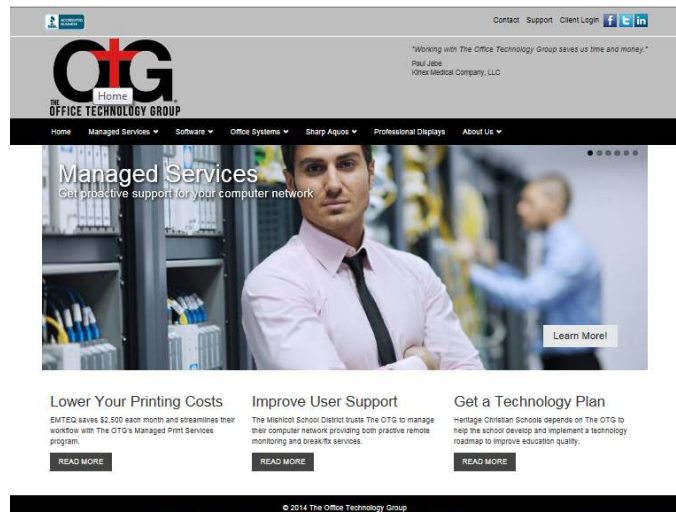 ACCREDITED
BUSINESS
Contact Support Client Login
"Working with The Office Technology Group saves us time and money."
Paul Jebe
Kinex Medical Company, LLC
OTG
Home
THE
OFFICE TECHNOLOGY GROUP
Home Managed Services Software Office Systems Sharp Aquos Professional Displays About Us
Managed Services
Get proactive support for your computer network
Learn More!
Lower Your Printing Costs
EMTEQ saves $2,500 each month and streamlines their
workflow with The OTG's Managed Print Services
program.
READ MORE
Improve User Support
The Mishicot School District trusts The OTG to manage
their computer network providing both practive remote
monitoring and break/fix services.
READ MORE
Get a Technology Plan
Heritage Christian Schools depends on The OTG to
help the school develop and implement a technology
roadmap to improve education quality.
READ MORE
© 2014 The Office Technology Group